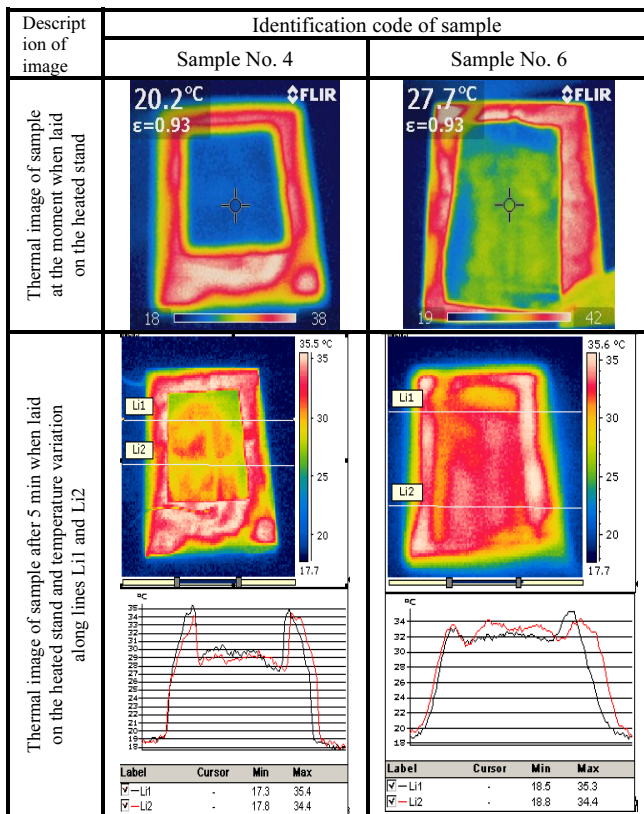 Descript
ion of
image
Identification code of sample
Sample No. 4
Sample No. 6
Thermal image of sample
at the moment when laid
on the heated stand
20.2°C
ε=0.93
FLIR
18
38
27.7°C
ε=0.93
FLIR
19
42
Thermal image of sample after 5 min when laid
on the heated stand and temperature variation
along lines Li1 and Li2
Li1
Li2
35.5 °C
35
30
25
20
17.7
Li1
Li2
35.6 °C
35
30
25
20
17.7
°C
35
34
33
32
31
30
29
28
27
26
25
24
23
22
21
20
19
18
Label Cursor Min Max
Li1 - 17.3 35.4
Li2 - 17.8 34.4
°C
34
32
30
28
26
24
22
20
18
Label Cursor Min Max
Li1 - 18.5 35.3
Li2 - 18.8 34.4